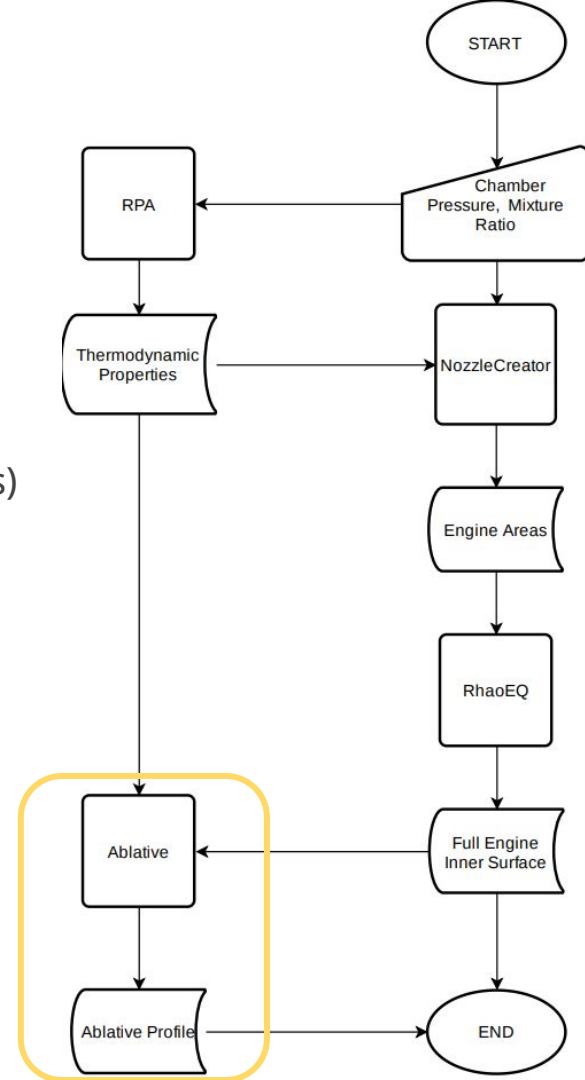 START
RPA
Chamber
Pressure, Mixture
Ratio
Thermodynamic
Properties
NozzleCreator
s)
Engine Areas
RhaoEQ
Ablative
Full Engine
Inner Surface
Ablative Profile
END